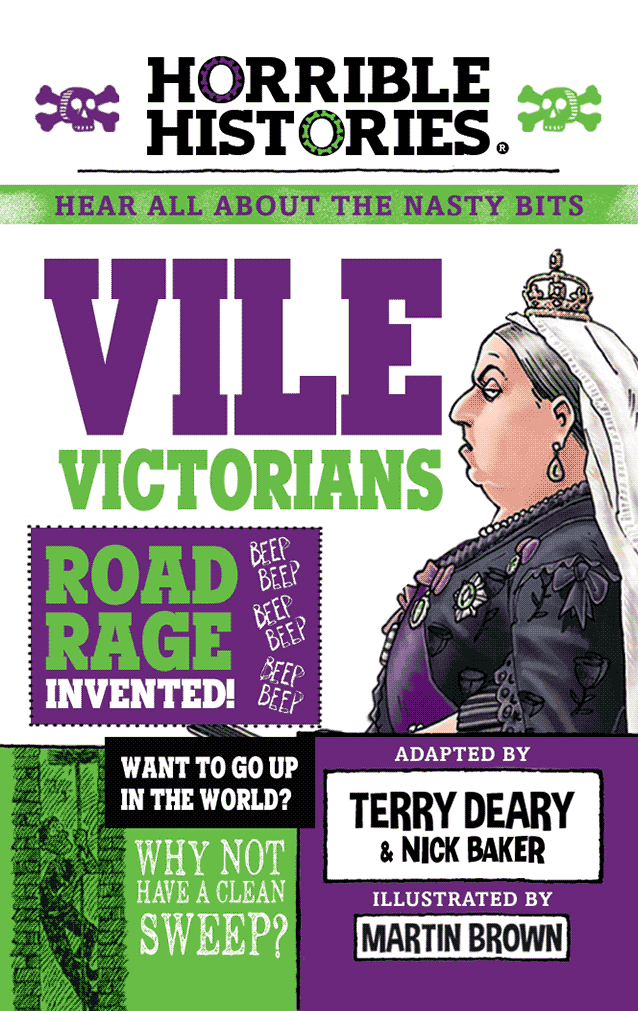 HORRIBLE
HISTORIES®
HEAR ALL ABOUT THE NASTY BITS
VILE
VICTORIANS
ROAD
RAGE
INVENTED!
BEEP
BEEP
BEEP
BEEP
BEEP
BEEP
WANT TO GO UP
IN THE WORLD?
WHY NOT
HAVE A CLEAN
SWEEP?
ADAPTED BY
TERRY DEARY
& NICK BAKER
ILLUSTRATED BY
MARTIN BROWN